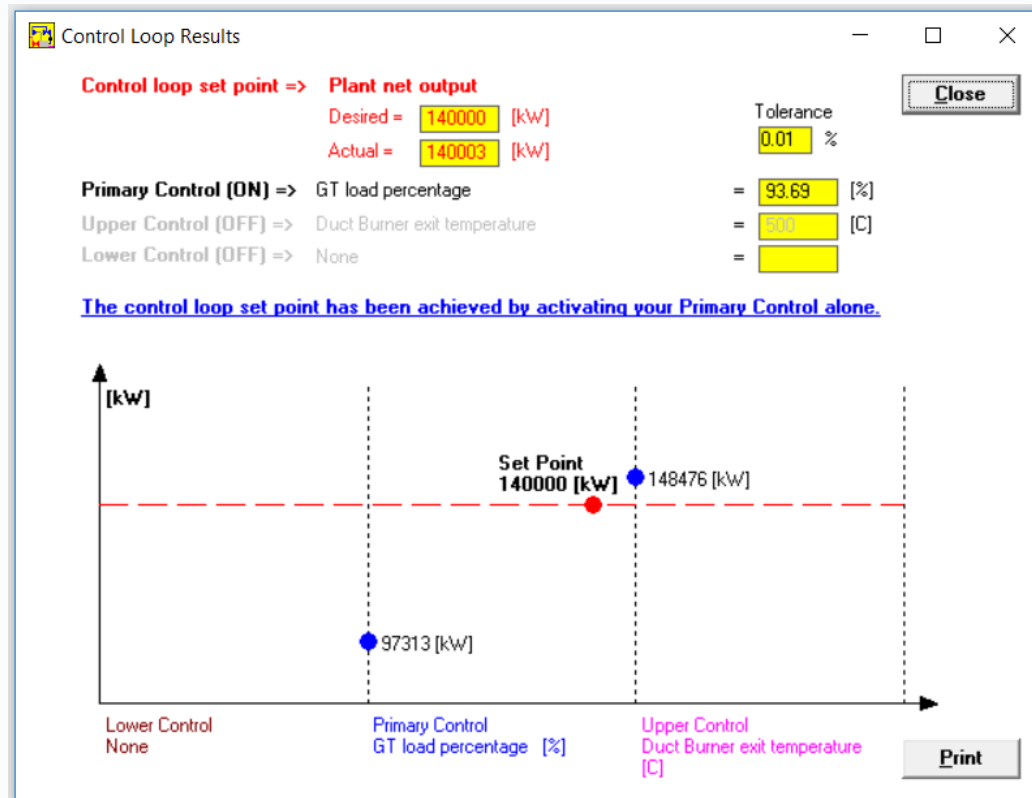 Control Loop Results
Control loop set point => Plant net output
Close
Desired = 140000 [kW]
Tolerance
Actual = 140003 [kW]
0.01 %
Primary Control (ON) => GT load percentage = 93.69 [%]
Upper Control (OFF) => Duct Burner exit temperature = 500 [C]
Lower Control (OFF) => None =
The control loop set point has been achieved by activating your Primary Control alone.
[kW]
Set Point
140000 [kW]
148476 [kW]
97313 [kW]
Lower Control
None
Primary Control
GT load percentage [%]
Upper Control
Duct Burner exit temperature
[C]
Print